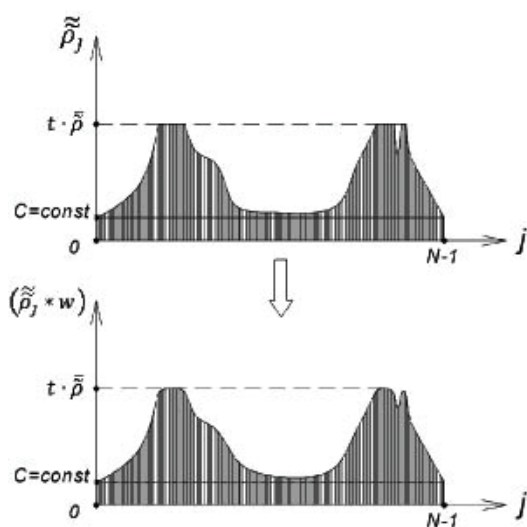 ρ̃̃_J
t · ρ̃̄
C=const
0
N-1
j
(ρ̃̃_J * w)
t · ρ̃̄
C=const
0
N-1
j